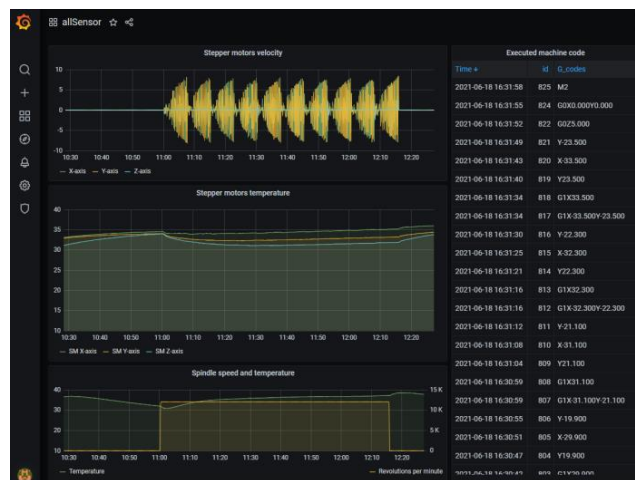 allSensor
Stepper motors velocity
10
5
0
-5
-10
10:30 10:40 10:50 11:00 11:10 11:20 11:30 11:40 11:50 12:00 12:10 12:20
X-axis Y-axis Z-axis
Stepper motors temperature
40
35
30
25
20
15
10
10:30 10:40 10:50 11:00 11:10 11:20 11:30 11:40 11:50 12:00 12:10 12:20
SM X-axis SM Y-axis SM Z-axis
Spindle speed and temperature
40 15 K
30 10 K
20 5 K
10 0
10:30 10:40 10:50 11:00 11:10 11:20 11:30 11:40 11:50 12:00 12:10 12:20
Temperature Revolutions per minute
Executed machine code
Time id G_codes
2021-06-18 16:31:58 825 M2
2021-06-18 16:31:55 824 G0X0.000Y0.000
2021-06-18 16:31:52 822 G0Z5.000
2021-06-18 16:31:49 821 Y-23.500
2021-06-18 16:31:43 820 X-33.500
2021-06-18 16:31:40 819 Y23.500
2021-06-18 16:31:34 818 G1X33.500
2021-06-18 16:31:34 817 G1X-33.500Y-23.500
2021-06-18 16:31:30 816 Y-22.300
2021-06-18 16:31:25 815 X-32.300
2021-06-18 16:31:21 814 Y22.300
2021-06-18 16:31:16 813 G1X32.300
2021-06-18 16:31:16 812 G1X-32.300Y-22.300
2021-06-18 16:31:12 811 Y-21.100
2021-06-18 16:31:08 810 X-31.100
2021-06-18 16:31:04 809 Y21.100
2021-06-18 16:30:59 808 G1X31.100
2021-06-18 16:30:59 807 G1X-31.100Y-21.100
2021-06-18 16:30:55 806 Y-19.900
2021-06-18 16:30:51 805 X-29.900
2021-06-18 16:30:47 804 Y19.900
2021-06-18 16:30:42 803 G1X29.900